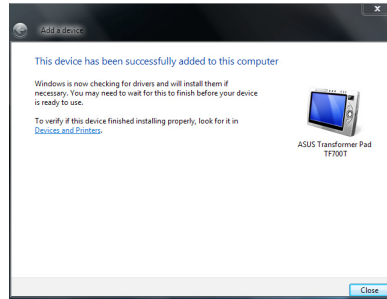 Add a device
This device has been successfully added to this computer
Windows is now checking for drivers and will install them if
necessary. You may need to wait for this to finish before your device
is ready to use.
To verify if this device finished installing properly, look for it in
Devices and Printers.
ASUS Transformer Pad
TF700T
Close